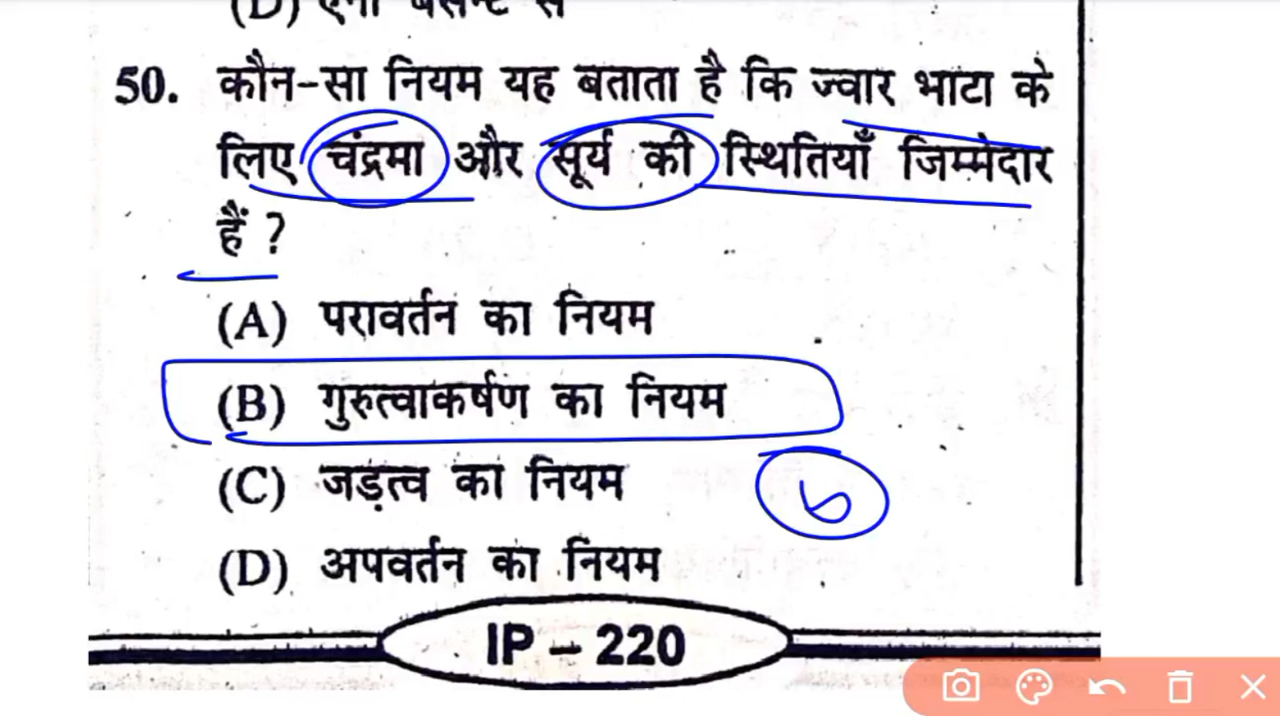 (D) एनी बेसेन्ट से
50. कौन-सा नियम यह बताता है कि ज्वार भाटा के
लिए चंद्रमा और सूर्य की स्थितियाँ जिम्मेदार
हैं ?
(A) परावर्तन का नियम
(B) गुरुत्वाकर्षण का नियम
(C) जड़त्व का नियम
b
(D) अपवर्तन का नियम
IP – 220